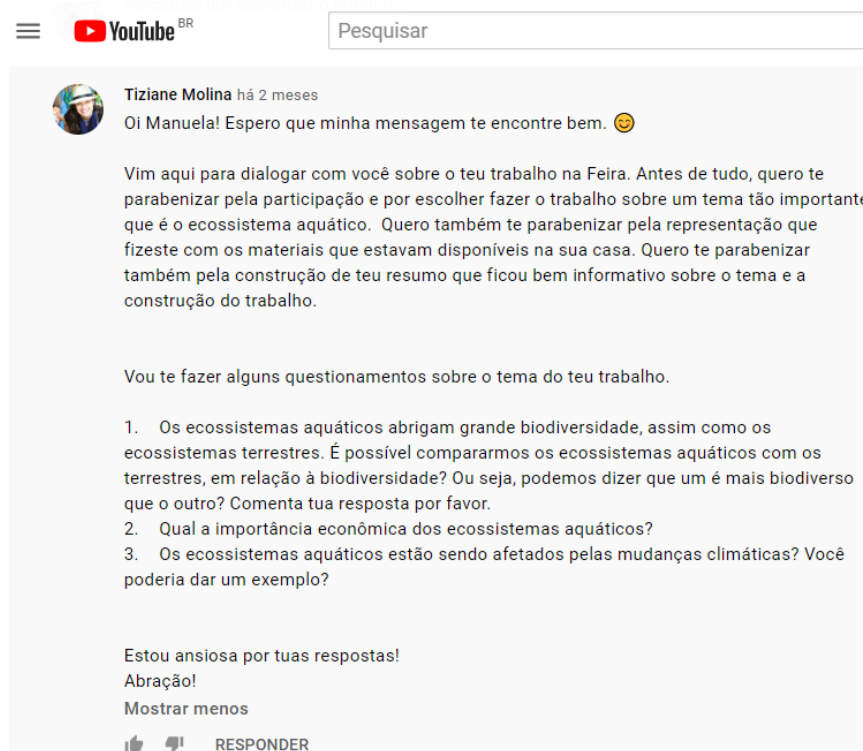 YouTube BR
Pesquisar
Tiziane Molina há 2 meses
Oi Manuela! Espero que minha mensagem te encontre bem. 😊
Vim aqui para dialogar com você sobre o teu trabalho na Feira. Antes de tudo, quero te
parabenizar pela participação e por escolher fazer o trabalho sobre um tema tão importante
que é o ecossistema aquático. Quero também te parabenizar pela representação que
fizeste com os materiais que estavam disponíveis na sua casa. Quero te parabenizar
também pela construção de teu resumo que ficou bem informativo sobre o tema e a
construção do trabalho.
Vou te fazer alguns questionamentos sobre o tema do teu trabalho.
1. Os ecossistemas aquáticos abrigam grande biodiversidade, assim como os
ecossistemas terrestres. É possível compararmos os ecossistemas aquáticos com os
terrestres, em relação à biodiversidade? Ou seja, podemos dizer que um é mais biodiverso
que o outro? Comenta tua resposta por favor.
2. Qual a importância econômica dos ecossistemas aquáticos?
3. Os ecossistemas aquáticos estão sendo afetados pelas mudanças climáticas? Você
poderia dar um exemplo?
Estou ansiosa por tuas respostas!
Abração!
Mostrar menos
RESPONDER